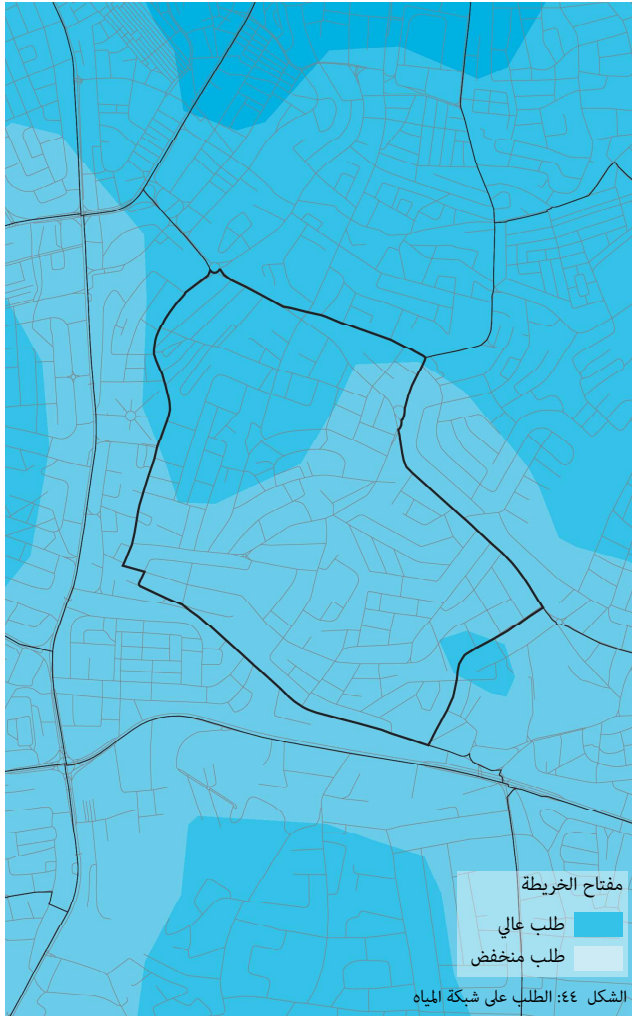 مفتاح الخريطة
طلب عالي
طلب منخفض
الشكل ٤٤: الطلب على شبكة المياه